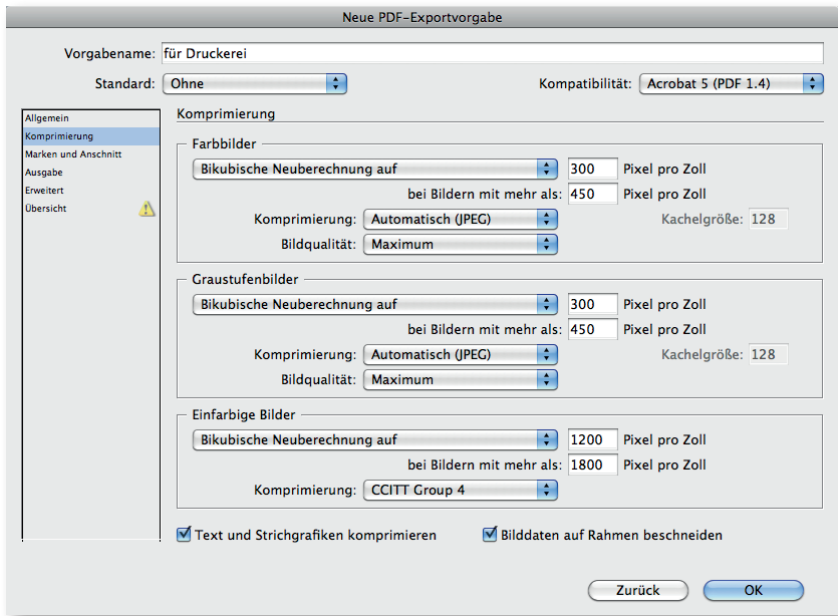 Neue PDF-Exportvorgabe
Vorgabename: für Druckerei
Standard: Ohne Kompatibilität: Acrobat 5 (PDF 1.4)
Allgemein
Komprimierung
Marken und Anschnitt
Ausgabe
Erweitert
Übersicht
Komprimierung
Farbbilder
Bikubische Neuberechnung auf 300 Pixel pro Zoll
bei Bildern mit mehr als: 450 Pixel pro Zoll
Komprimierung: Automatisch (JPEG) Kachelgröße: 128
Bildqualität: Maximum
Graustufenbilder
Bikubische Neuberechnung auf 300 Pixel pro Zoll
bei Bildern mit mehr als: 450 Pixel pro Zoll
Komprimierung: Automatisch (JPEG) Kachelgröße: 128
Bildqualität: Maximum
Einfarbige Bilder
Bikubische Neuberechnung auf 1200 Pixel pro Zoll
bei Bildern mit mehr als: 1800 Pixel pro Zoll
Komprimierung: CCITT Group 4
Text und Strichgrafiken komprimieren Bilddaten auf Rahmen beschneiden
Zurück OK